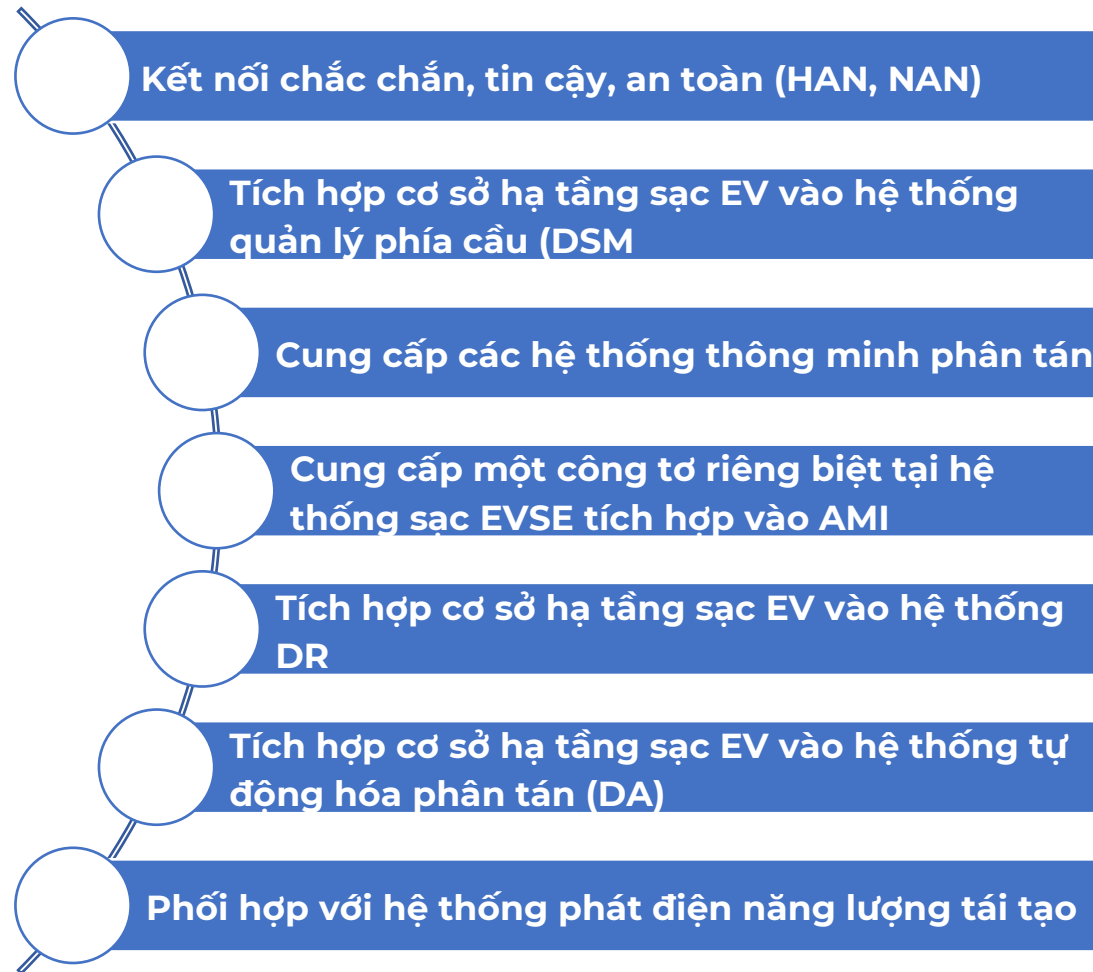 Kết nối chắc chắn, tin cậy, an toàn (HAN, NAN)
Tích hợp cơ sở hạ tầng sạc EV vào hệ thống
quản lý phía cầu (DSM
Cung cấp các hệ thống thông minh phân tán
Cung cấp một công tơ riêng biệt tại hệ
thống sạc EVSE tích hợp vào AMI
Tích hợp cơ sở hạ tầng sạc EV vào hệ thống
DR
Tích hợp cơ sở hạ tầng sạc EV vào hệ thống tự
động hóa phân tán (DA)
Phối hợp với hệ thống phát điện năng lượng tái tạo